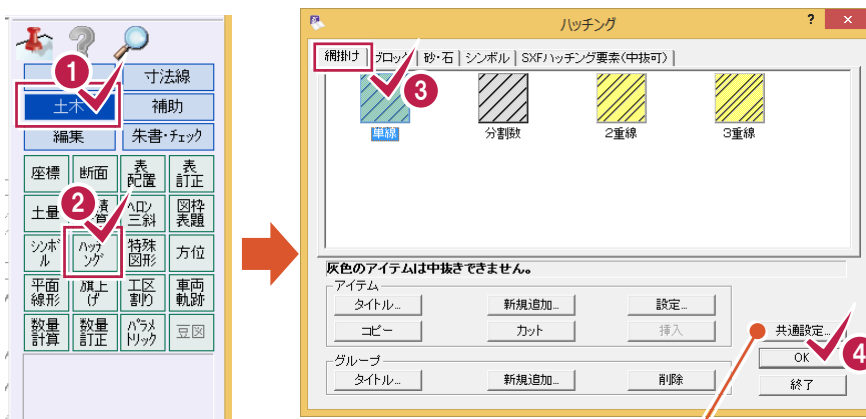 1
寸法線
土木
補助
編集
朱書・チェック
座標
断面
表
配置
表
訂正
土量
2
ヘロン
三斜
図枠
表題
シンボ
ル
ハッチ
ング
特殊
図形
方位
平面
線形
旗上
げ
工区
割り
車両
軌跡
数量
計算
数量
訂正
パラメ
トリック
豆図
ハッチング
? ×
網掛け ブロック 砂・石 シンボル SXFハッチング要素(中抜可)
3
単線 分割数 2重線 3重線
灰色のアイテムは中抜きできません。
アイテム
タイトル... 新規追加... 設定...
コピー カット 挿入
共通設定...
グループ
OK
4
タイトル... 新規追加... 削除
終了